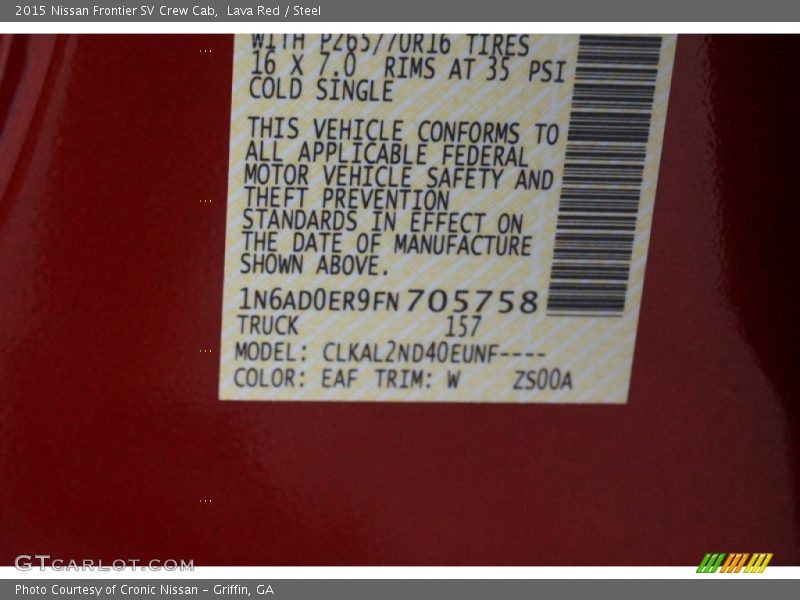 2015 Nissan Frontier SV Crew Cab, Lava Red / Steel
WITH P265/70R16 TIRES
16 X 7.0 RIMS AT 35 PSI
COLD SINGLE
THIS VEHICLE CONFORMS TO
ALL APPLICABLE FEDERAL
MOTOR VEHICLE SAFETY AND
THEFT PREVENTION
STANDARDS IN EFFECT ON
THE DATE OF MANUFACTURE
SHOWN ABOVE.
1N6AD0ER9FN705758
TRUCK 157
MODEL: CLKAL2ND40EUNF----
COLOR: EAF TRIM: W ZS00A
GTCARLOT.COM
Photo Courtesy of Cronic Nissan - Griffin, GA